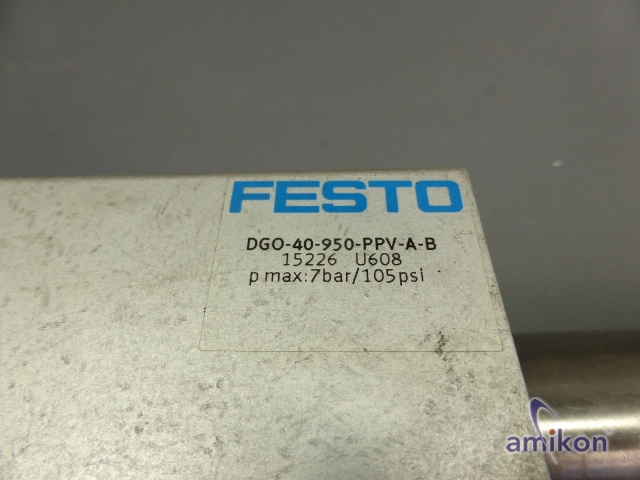 FESTO
DGO-40-950-PPV-A-B
15226 U608
p max:7bar/105psi
amikon